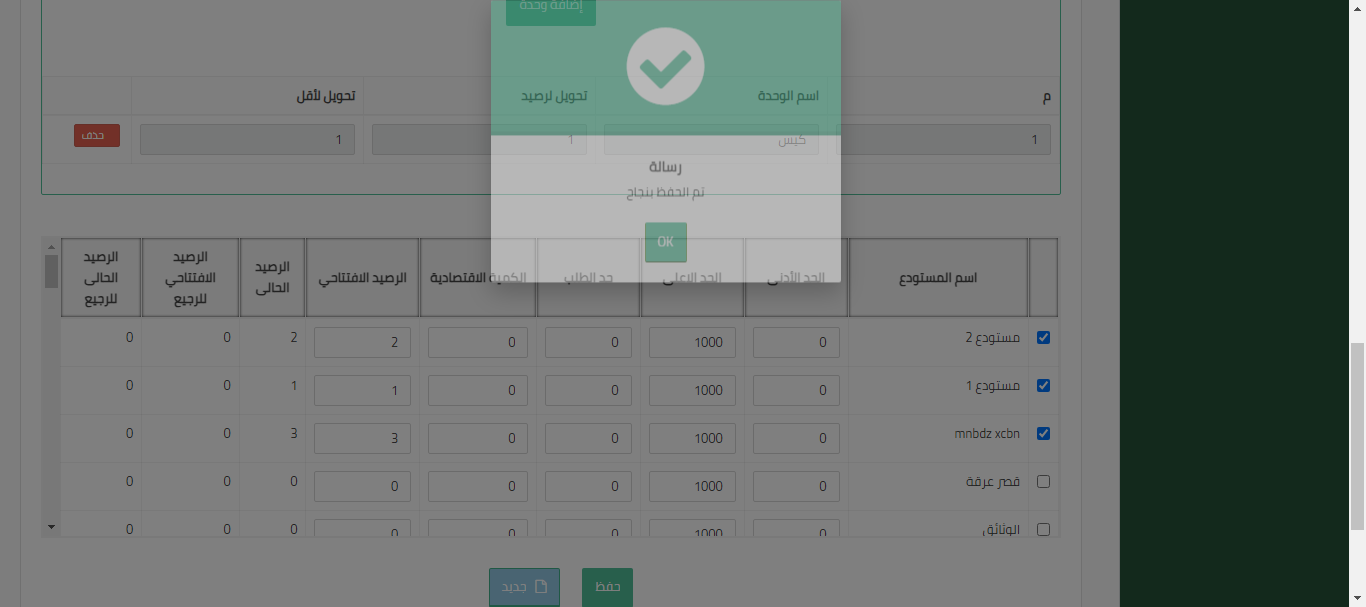 إضافة وحدة
م
اسم الوحدة
تحويل لرصيد
تحويل لأقل
1
كيس
1
1
حذف
رسالة
تم الحفظ بنجاح
OK
اسم المستودع
الحد الأدنى
الحد الاعلى
حد الطلب
الكمية الاقتصادية
الرصيد الافتتاحي
الرصيد
الحالى
الرصيد
الافتتاحي
للرجيع
الرصيد
الحالى
للرجيع
مستودع 2 0 1000 0 0 2 2 0 0
مستودع 1 0 1000 0 0 1 1 0 0
mnbdz xcbn 0 1000 0 0 3 3 0 0
قصر عرقة 0 1000 0 0 0 0 0 0
الوثائق 0 1000 0 0 0 0 0 0
حفظ
جديد